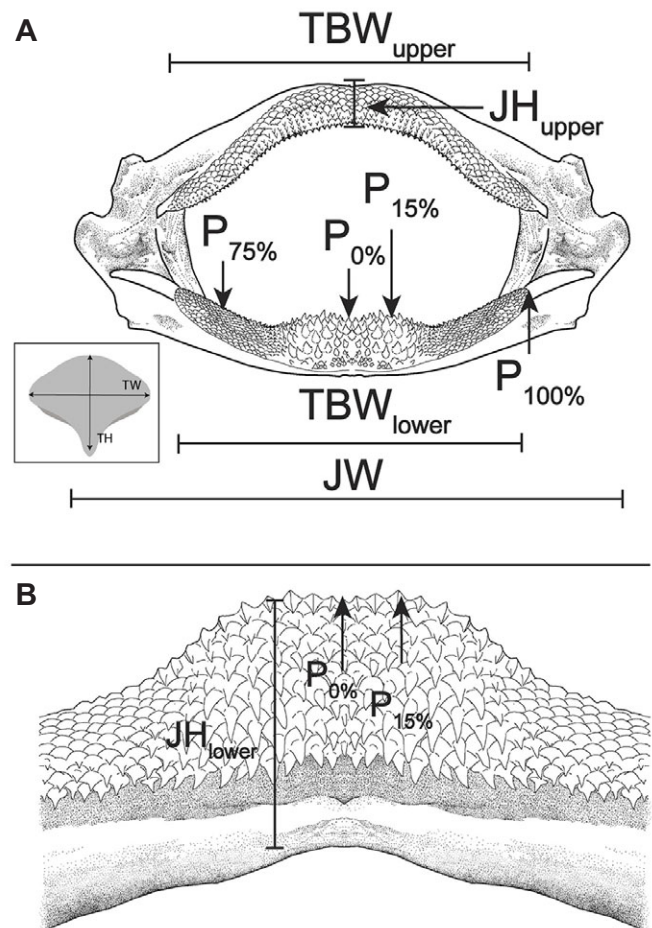 A
TBWupper
JHupper
P15%
P0%
P75%
TW
TH
P100%
TBWlower
JW
B
P0%
P15%
JHlower